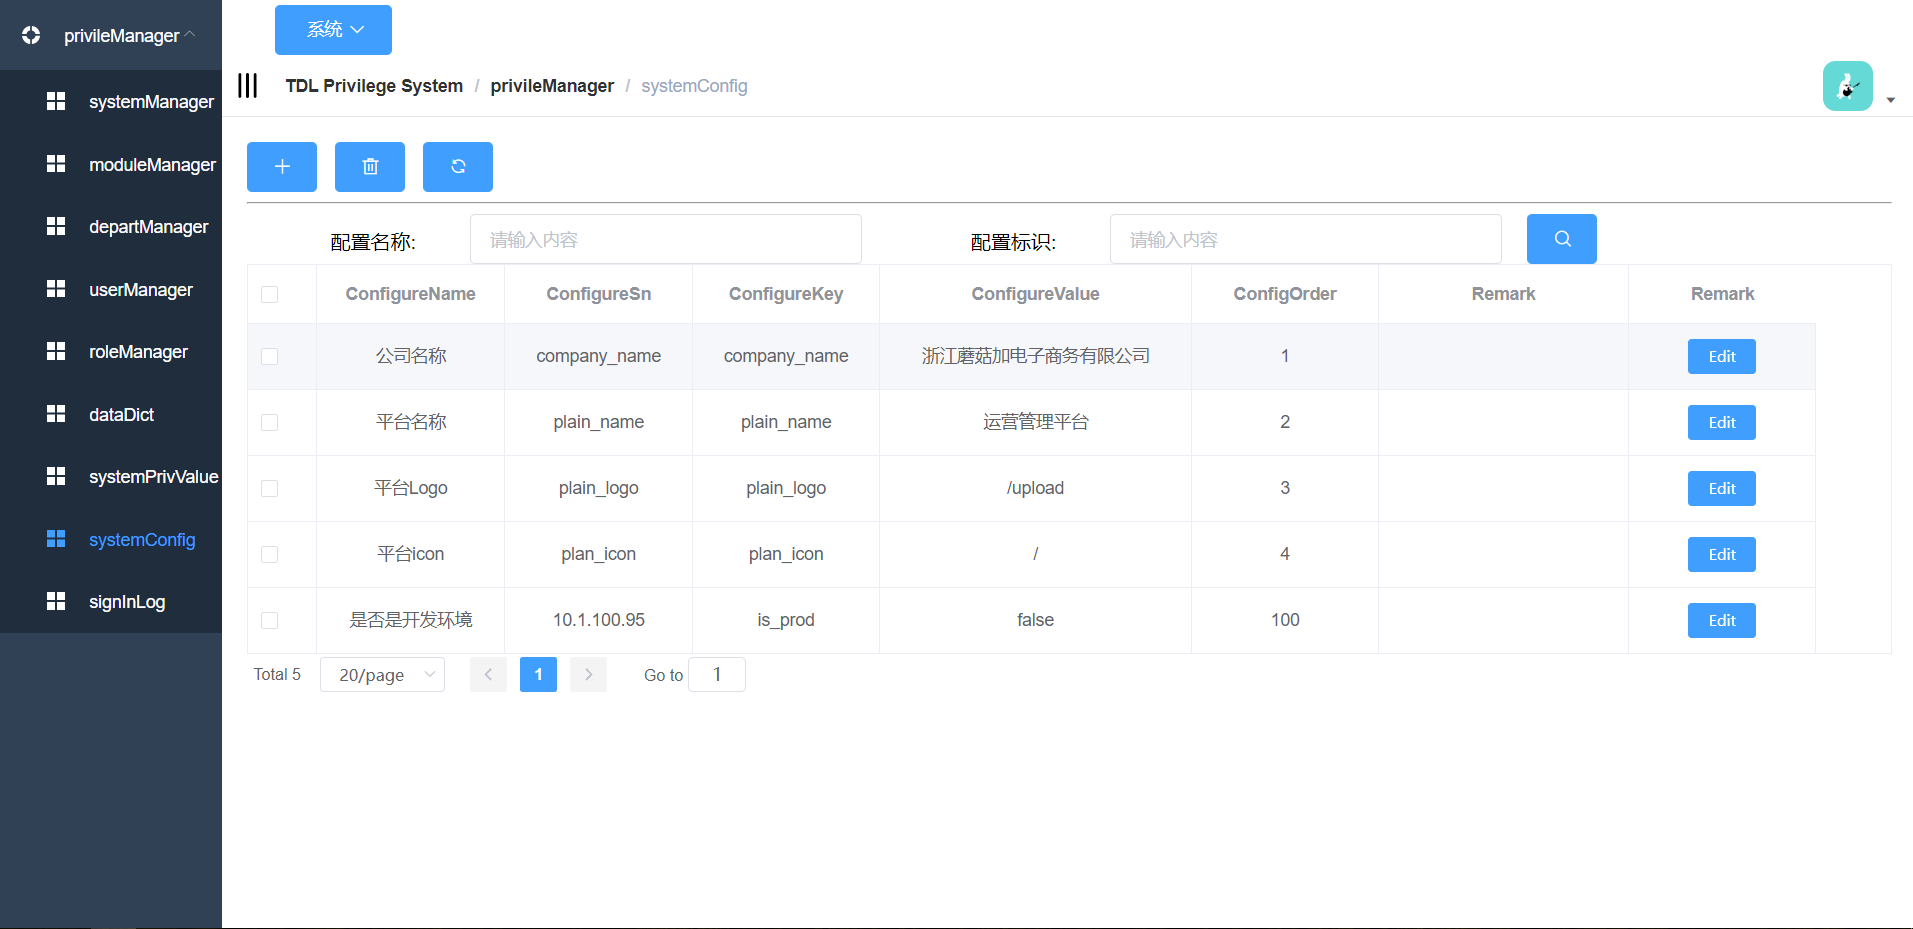 privileManager
systemManager
moduleManager
departManager
userManager
roleManager
dataDict
systemPrivValue
systemConfig
signInLog
系统
TDL Privilege System / privileManager / systemConfig
配置名称: 请输入内容 配置标识: 请输入内容
ConfigureName ConfigureSn ConfigureKey ConfigureValue ConfigOrder Remark Remark
公司名称 company_name company_name 浙江蘑菇加电子商务有限公司 1 Edit
平台名称 plain_name plain_name 运营管理平台 2 Edit
平台Logo plain_logo plain_logo /upload 3 Edit
平台icon plan_icon plan_icon / 4 Edit
是否是开发环境 10.1.100.95 is_prod false 100 Edit
Total 5 20/page 1 Go to 1